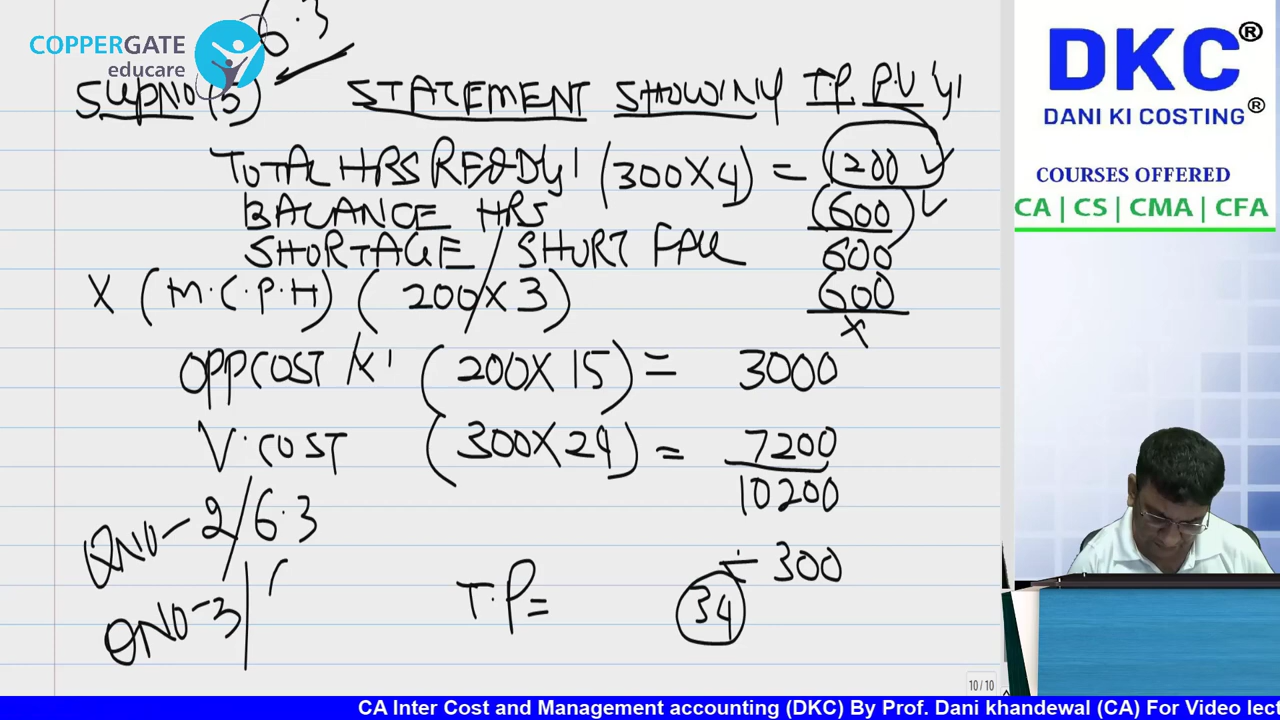 6.3
COPPERGATE
educare
SUPNO (5) STATEMENT SHOWING T.P. P.U 'Y'
TOTAL HRS REQD Y' (300X4) = 1200
BALANCE HRS (600)
SHORTAGE / SHORT FALL 600
X (M.C.P.H) (200X3) 600
X
OPPCOST 'X' (200X15) = 3000
V.COST (300X24) = 7200
10200
QNO-2/6.3
÷ 300
QNO-3/
T.P= 34
10/10
DKC®
DANI KI COSTING®
COURSES OFFERED
CA | CS | CMA | CFA
CA Inter Cost and Management accounting (DKC) By Prof. Dani khandewal (CA) For Video lect